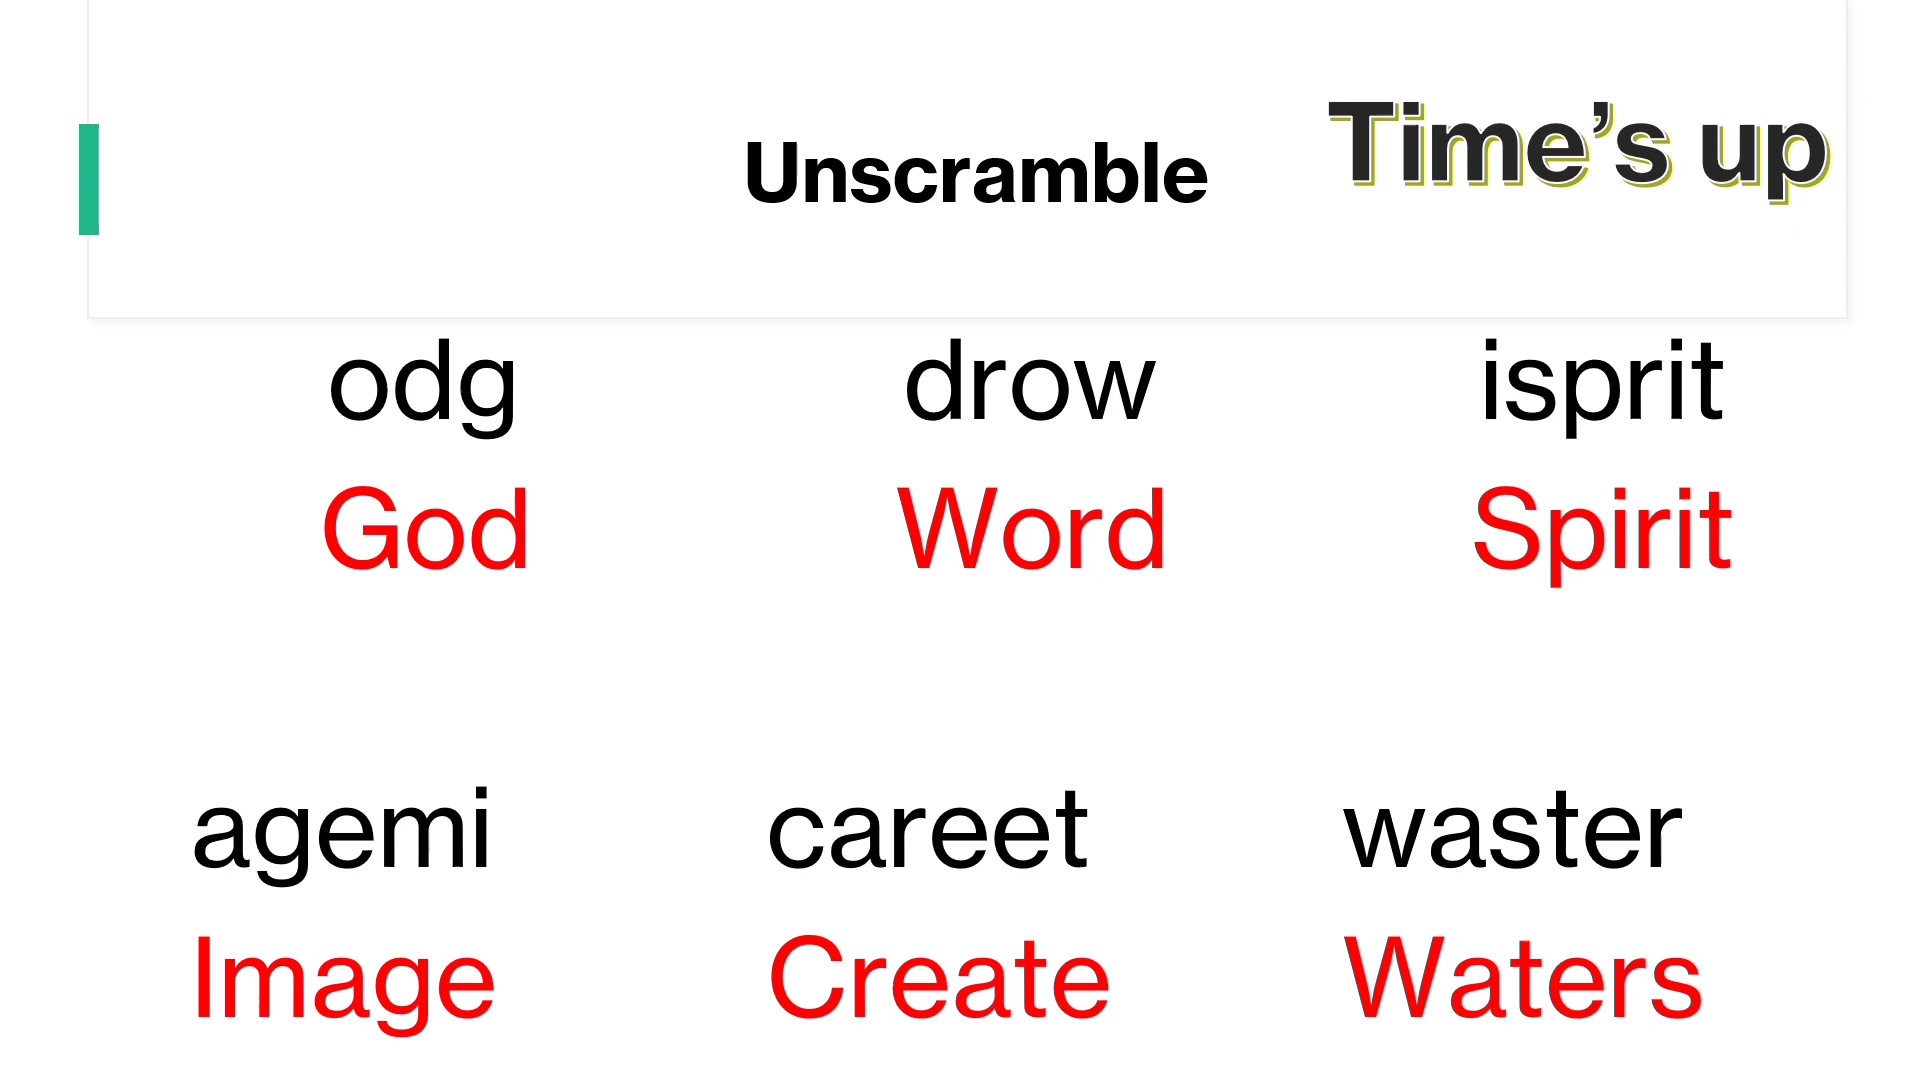 Unscramble
Time’s up
odg drow isprit
God Word Spirit
agemi careet waster
Image Create Waters